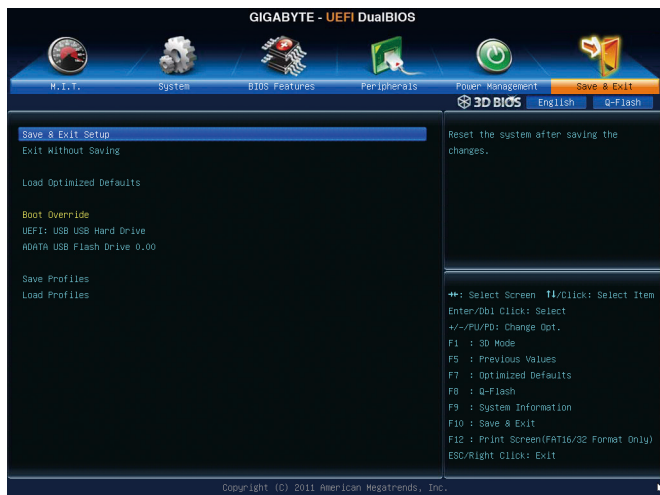 GIGABYTE - UEFI DualBIOS
M.I.T.
System
BIOS Features
Peripherals
Power Management
Save & Exit
3D BIOS
English
Q-Flash
Save & Exit Setup
Exit Without Saving
Load Optimized Defaults
Boot Override
UEFI: USB USB Hard Drive
ADATA USB Flash Drive 0.00
Save Profiles
Load Profiles
Reset the system after saving the
changes.
→←: Select Screen ↑↓/Click: Select Item
Enter/Dbl Click: Select
+/-/PU/PD: Change Opt.
F1 : 3D Mode
F5 : Previous Values
F7 : Optimized Defaults
F8 : Q-Flash
F9 : System Information
F10 : Save & Exit
F12 : Print Screen(FAT16/32 Format Only)
ESC/Right Click: Exit
Copyright (C) 2011 American Megatrends, Inc.